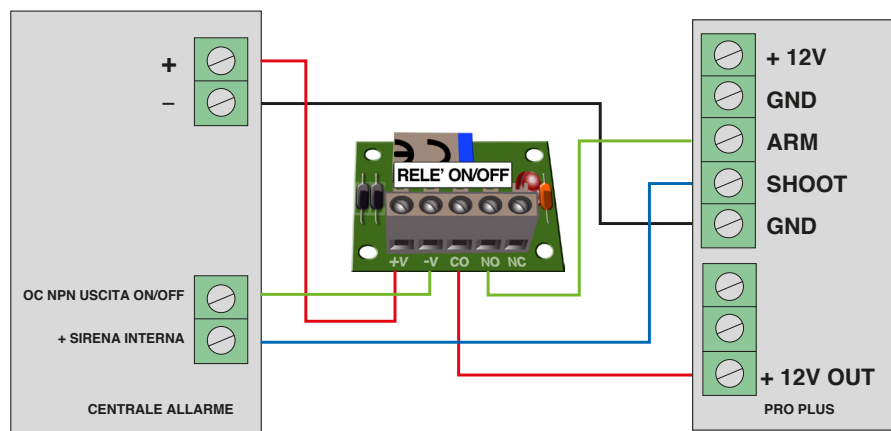 +
–
OC NPN USCITA ON/OFF
+ SIRENA INTERNA
CENTRALE ALLARME
RELE' ON/OFF
+V -V CO NO NC
+ 12V
GND
ARM
SHOOT
GND
+ 12V OUT
PRO PLUS